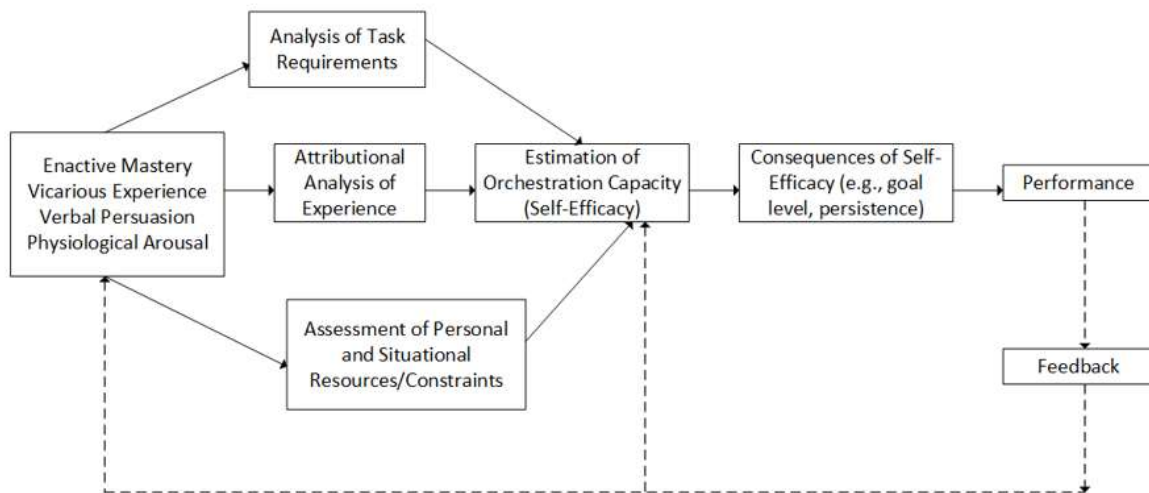 Analysis of Task
Requirements
Enactive Mastery
Vicarious Experience
Verbal Persuasion
Physiological Arousal
Attributional
Analysis of
Experience
Estimation of
Orchestration Capacity
(Self-Efficacy)
Consequences of Self-
Efficacy (e.g., goal
level, persistence)
Performance
Assessment of Personal
and Situational
Resources/Constraints
Feedback